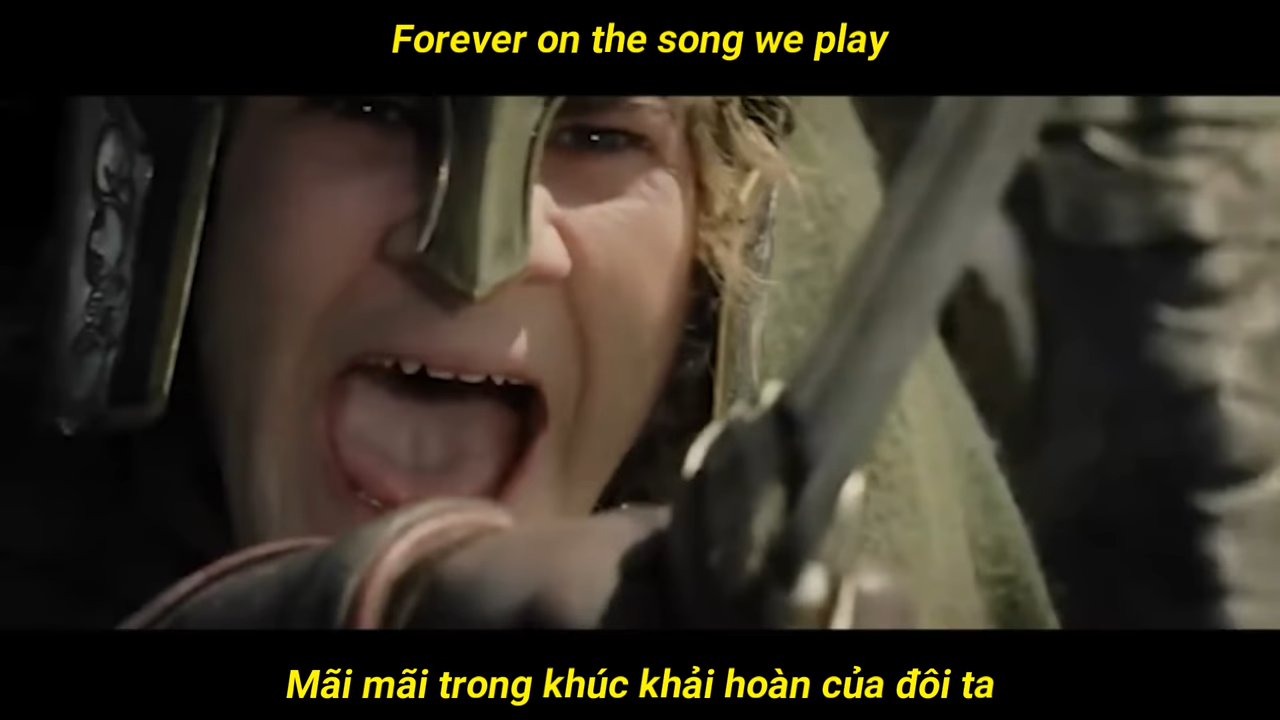 Forever on the song we play
Mãi mãi trong khúc khải hoàn của đôi ta